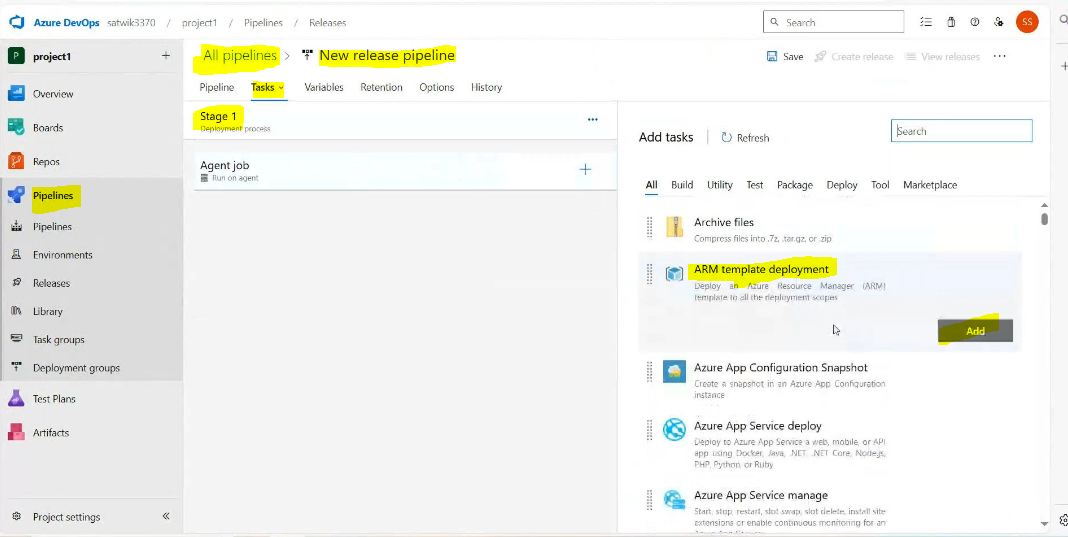 Azure DevOps satwik3370 / project1 / Pipelines / Releases Search SS
P project1 +
Overview
Boards
Repos
Pipelines
Pipelines
Environments
Releases
Library
Task groups
Deployment groups
Test Plans
Artifacts
Project settings «
All pipelines > New release pipeline
Save Create release View releases ...
Pipeline Tasks Variables Retention Options History
Stage 1 ...
Deployment process
Agent job +
Run on agent
Add tasks | Refresh Search
All Build Utility Test Package Deploy Tool Marketplace
Archive files
Compress files into .7z, .tar.gz, or .zip
ARM template deployment
Deploy an Azure Resource Manager (ARM)
template to all the deployment scopes
Add
Azure App Configuration Snapshot
Create a snapshot in an Azure App Configuration
instance
Azure App Service deploy
Deploy to Azure App Service a web, mobile, or API
app using Docker, Java, .NET, .NET Core, Node.js,
PHP, Python, or Ruby
Azure App Service manage
Start, stop, restart, slot swap, slot delete, install site
extensions or enable continuous monitoring for an